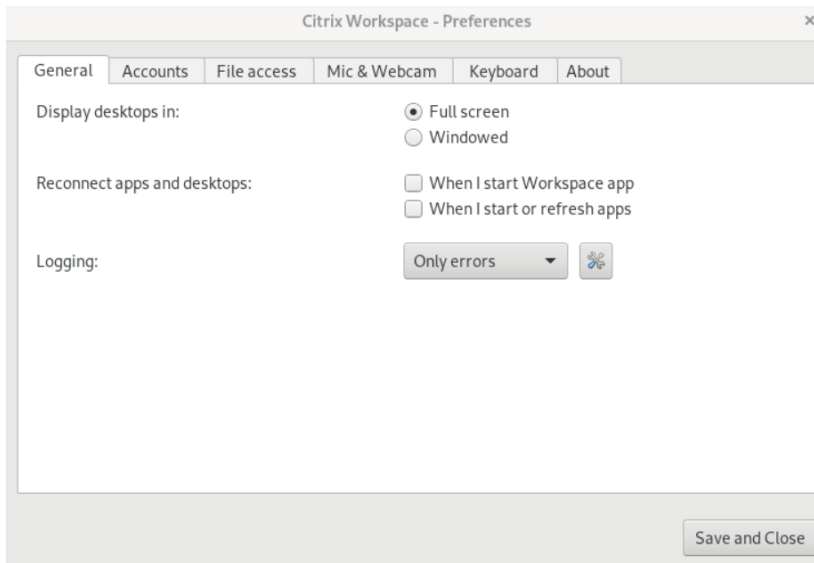 Citrix Workspace - Preferences
General Accounts File access Mic & Webcam Keyboard About
Display desktops in: Full screen
Windowed
Reconnect apps and desktops: When I start Workspace app
When I start or refresh apps
Logging: Only errors
Save and Close